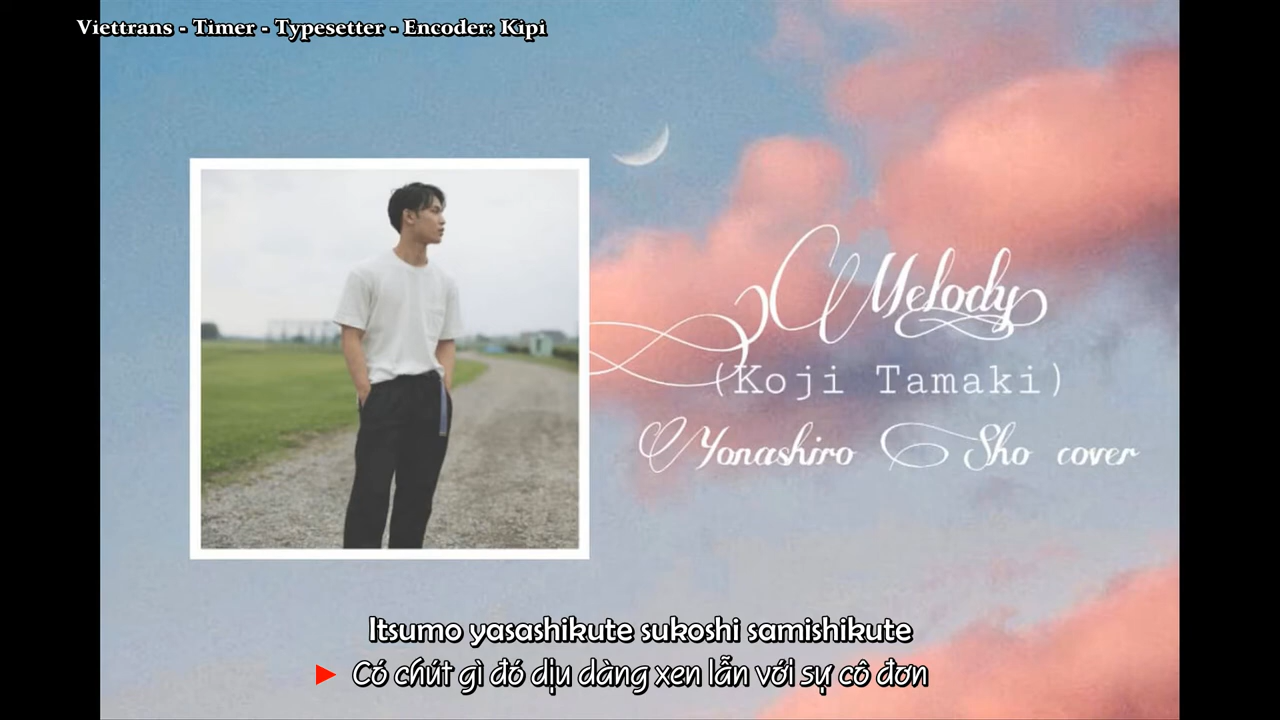 Viettrans - Timer - Typesetter - Encoder: Kipi
Melody
(Koji Tamaki)
Yonashiro Sho cover
Itsumo yasashikute sukoshi samishikute
Có chút gì đó dịu dàng xen lẫn với sự cô đơn